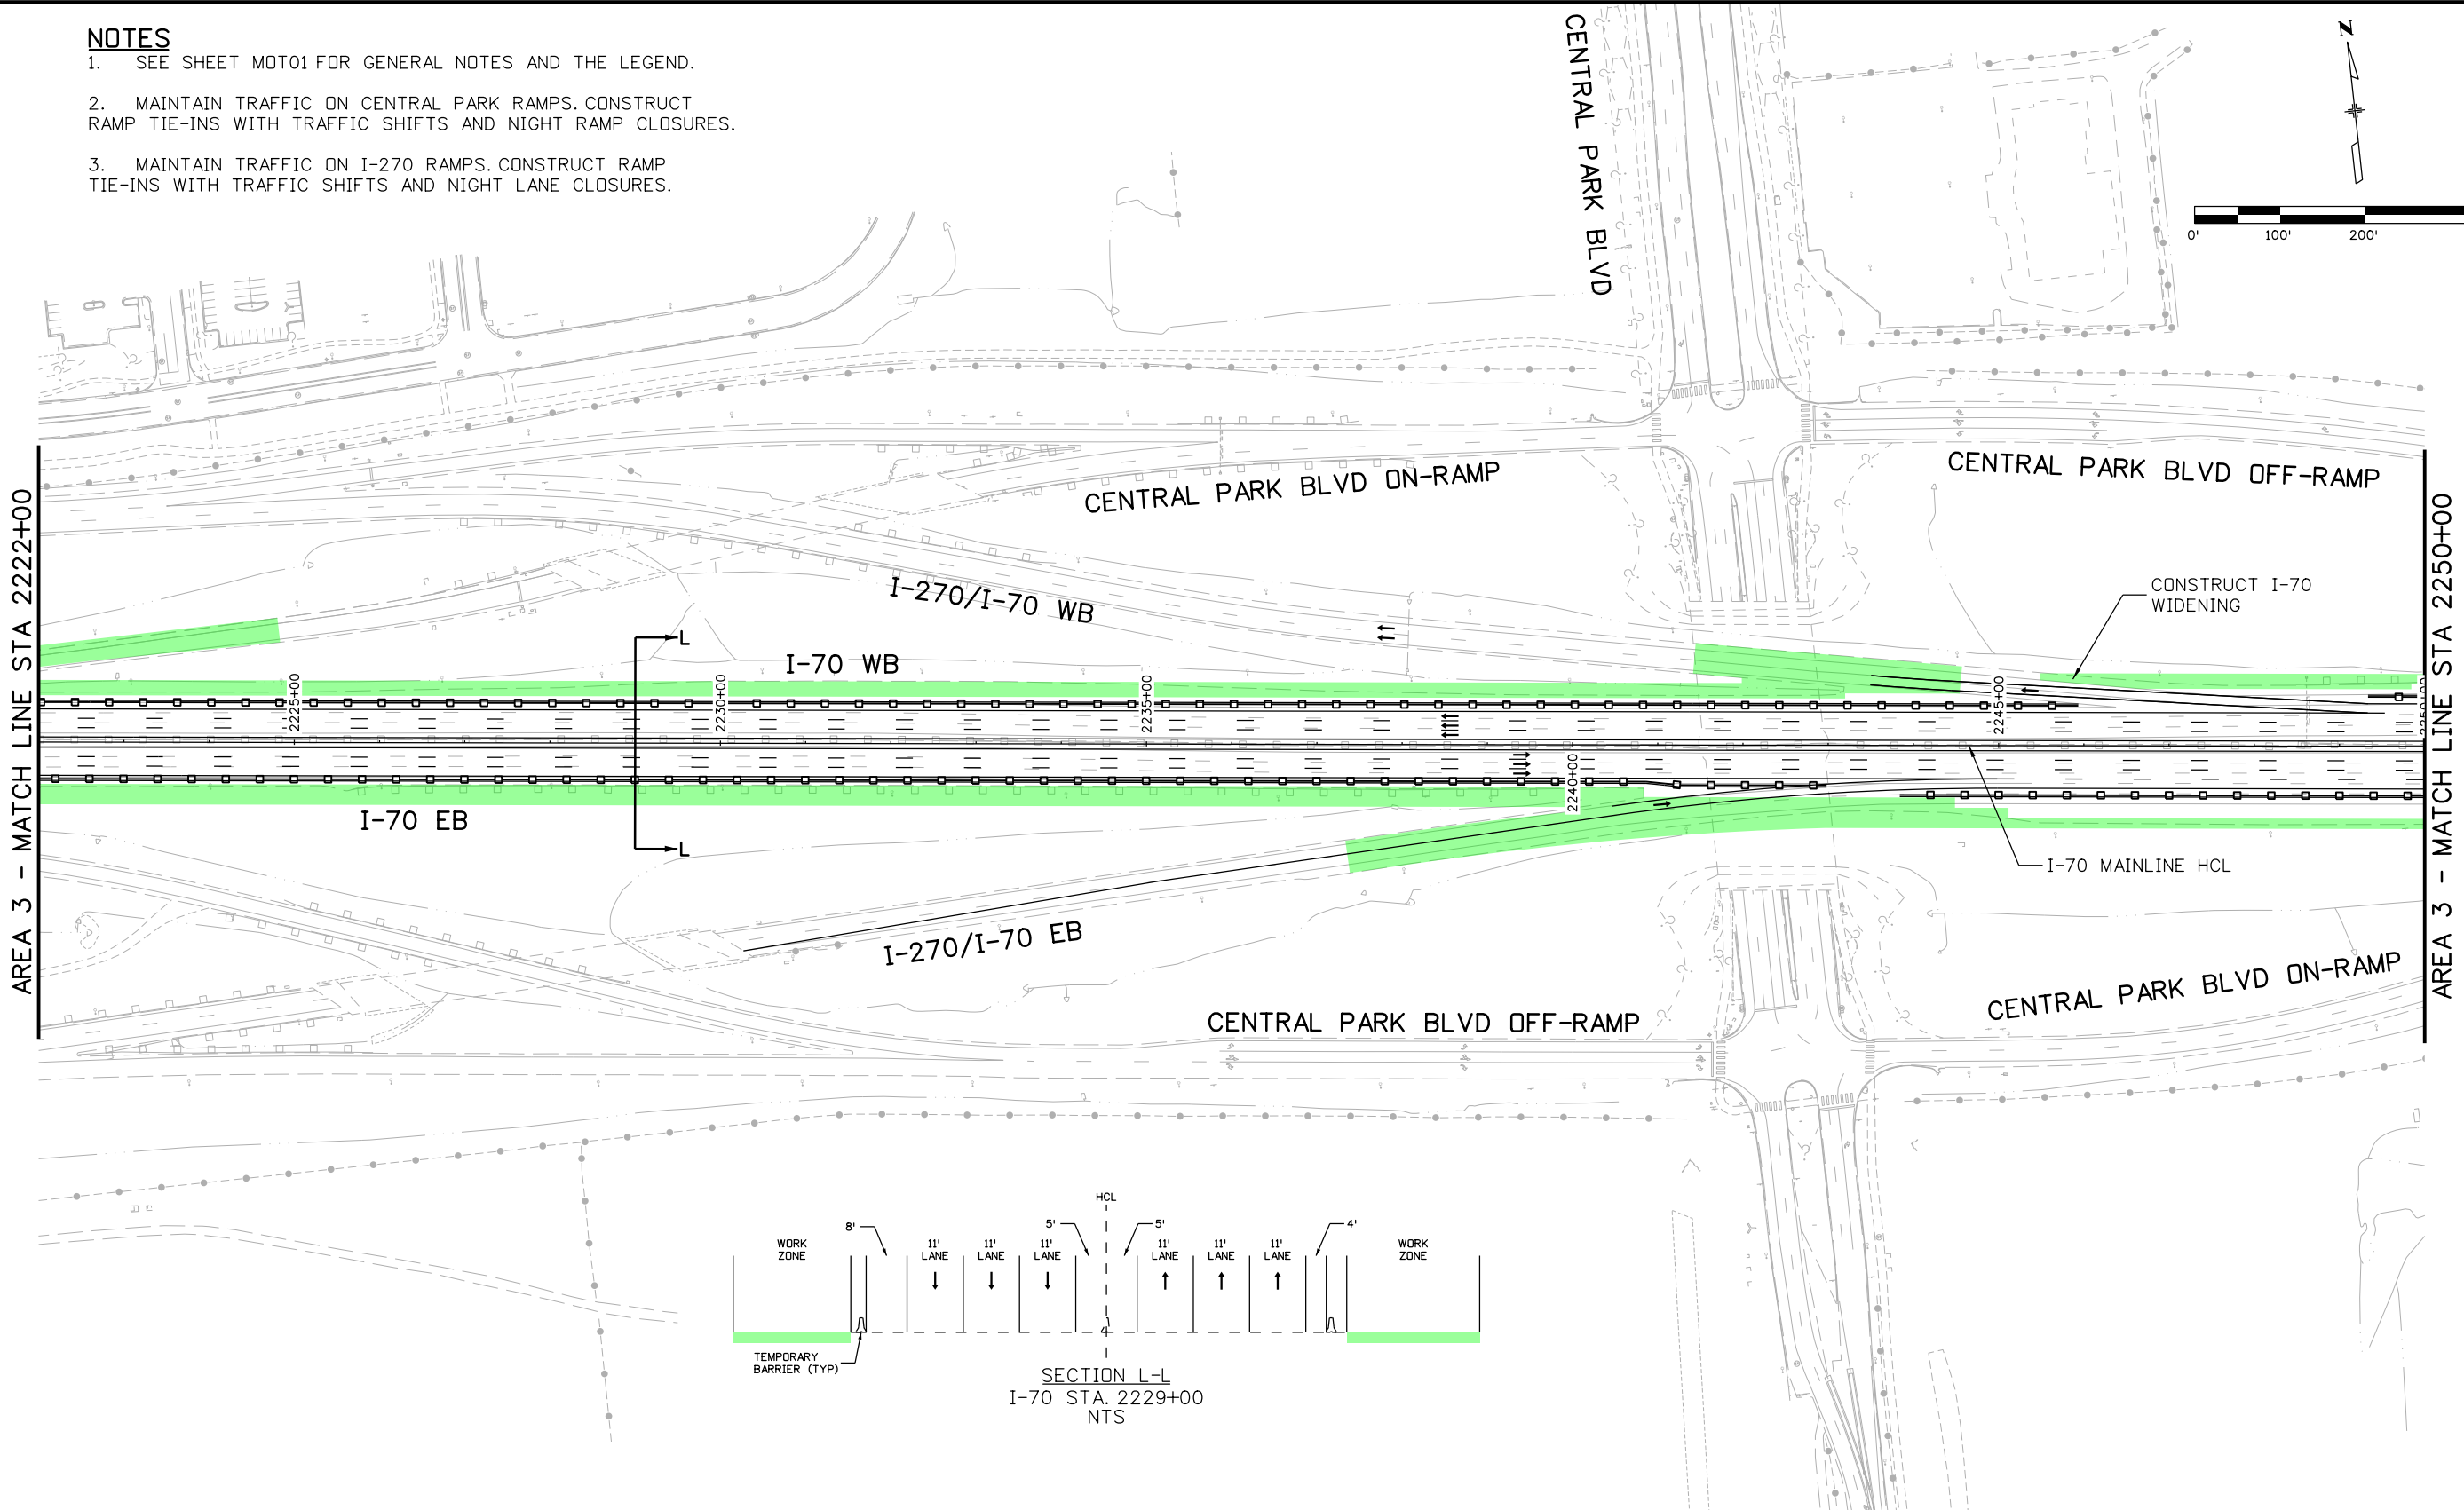 NOTES
1. SEE SHEET MOT01 FOR GENERAL NOTES AND THE LEGEND.
2. MAINTAIN TRAFFIC ON CENTRAL PARK RAMPS. CONSTRUCT
RAMP TIE-INS WITH TRAFFIC SHIFTS AND NIGHT RAMP CLOSURES.
3. MAINTAIN TRAFFIC ON I-270 RAMPS. CONSTRUCT RAMP
TIE-INS WITH TRAFFIC SHIFTS AND NIGHT LANE CLOSURES.
CENTRAL PARK BLVD
N
0' 100' 200'
CENTRAL PARK BLVD ON-RAMP
CENTRAL PARK BLVD OFF-RAMP
AREA 3 - MATCH LINE STA 2222+00
AREA 3 - MATCH LINE STA 2250+00
I-270/I-70 WB
CONSTRUCT I-70
WIDENING
L
I-70 WB
2225+00
2230+00
2235+00
2240+00
2245+00
2250+00
I-70 EB
L
I-70 MAINLINE HCL
I-270/I-70 EB
CENTRAL PARK BLVD OFF-RAMP
CENTRAL PARK BLVD ON-RAMP
HCL
8' 5' 5' 4'
WORK
ZONE
11'
LANE
11'
LANE
11'
LANE
11'
LANE
11'
LANE
11'
LANE
WORK
ZONE
TEMPORARY
BARRIER (TYP)
SECTION L-L
I-70 STA. 2229+00
NTS